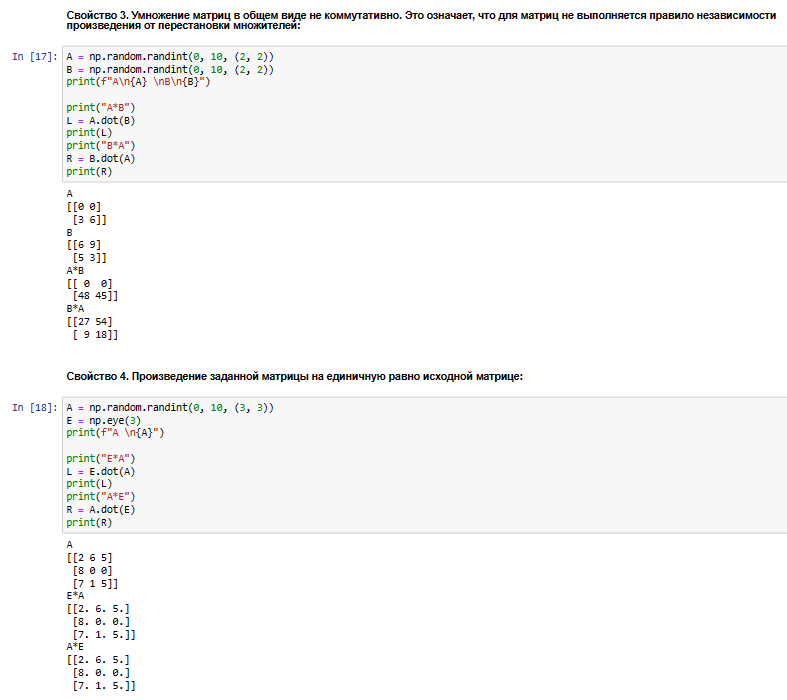 Свойство 3. Умножение матриц в общем виде не коммутативно. Это означает, что для матриц не выполняется правило независимости
произведения от перестановки множителей:
In [17]: A = np.random.randint(0, 10, (2, 2))
B = np.random.randint(0, 10, (2, 2))
print(f"A\n{A} \nB\n{B}")
print("A*B")
L = A.dot(B)
print(L)
print("B*A")
R = B.dot(A)
print(R)
A
[[0 0]
 [3 6]]
B
[[6 9]
 [5 3]]
A*B
[[ 0  0]
 [48 45]]
B*A
[[27 54]
 [ 9 18]]
Свойство 4. Произведение заданной матрицы на единичную равно исходной матрице:
In [18]: A = np.random.randint(0, 10, (3, 3))
E = np.eye(3)
print(f"A \n{A}")
print("E*A")
L = E.dot(A)
print(L)
print("A*E")
R = A.dot(E)
print(R)
A
[[2 6 5]
 [8 0 0]
 [7 1 5]]
E*A
[[2. 6. 5.]
 [8. 0. 0.]
 [7. 1. 5.]]
A*E
[[2. 6. 5.]
 [8. 0. 0.]
 [7. 1. 5.]]